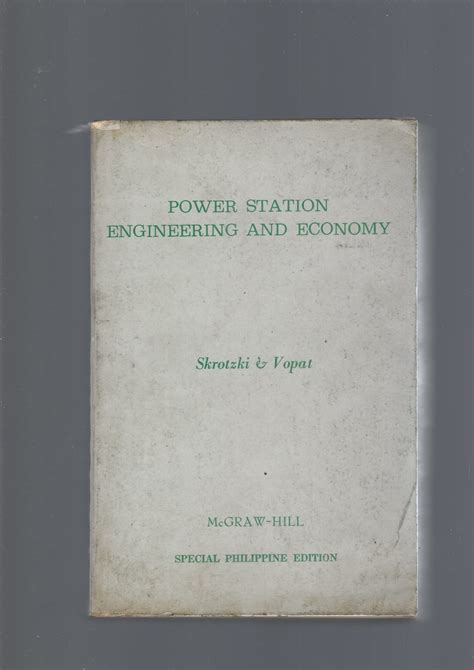 POWER STATION
ENGINEERING AND ECONOMY
Skrotzki & Vopat
McGRAW-HILL
SPECIAL PHILIPPINE EDITION